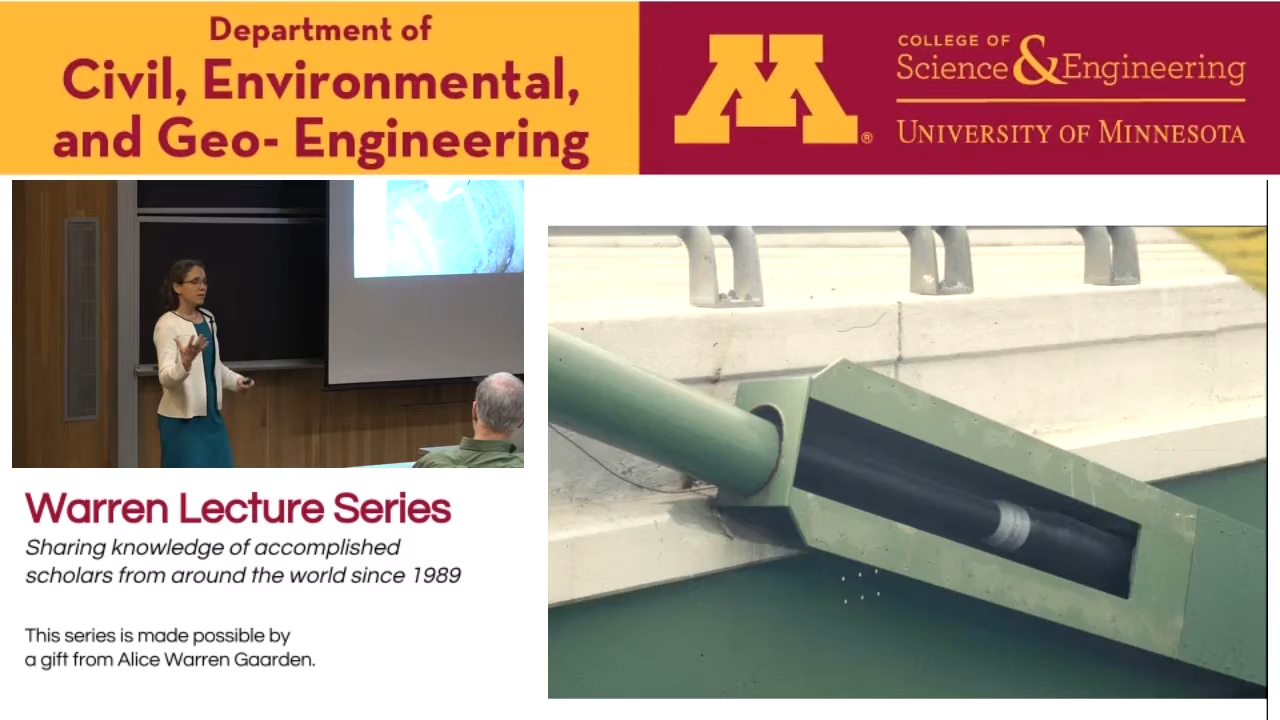 Department of
Civil, Environmental,
and Geo- Engineering
M®
COLLEGE OF
Science & Engineering
UNIVERSITY OF MINNESOTA
Warren Lecture Series
Sharing knowledge of accomplished
scholars from around the world since 1989
This series is made possible by
a gift from Alice Warren Gaarden.